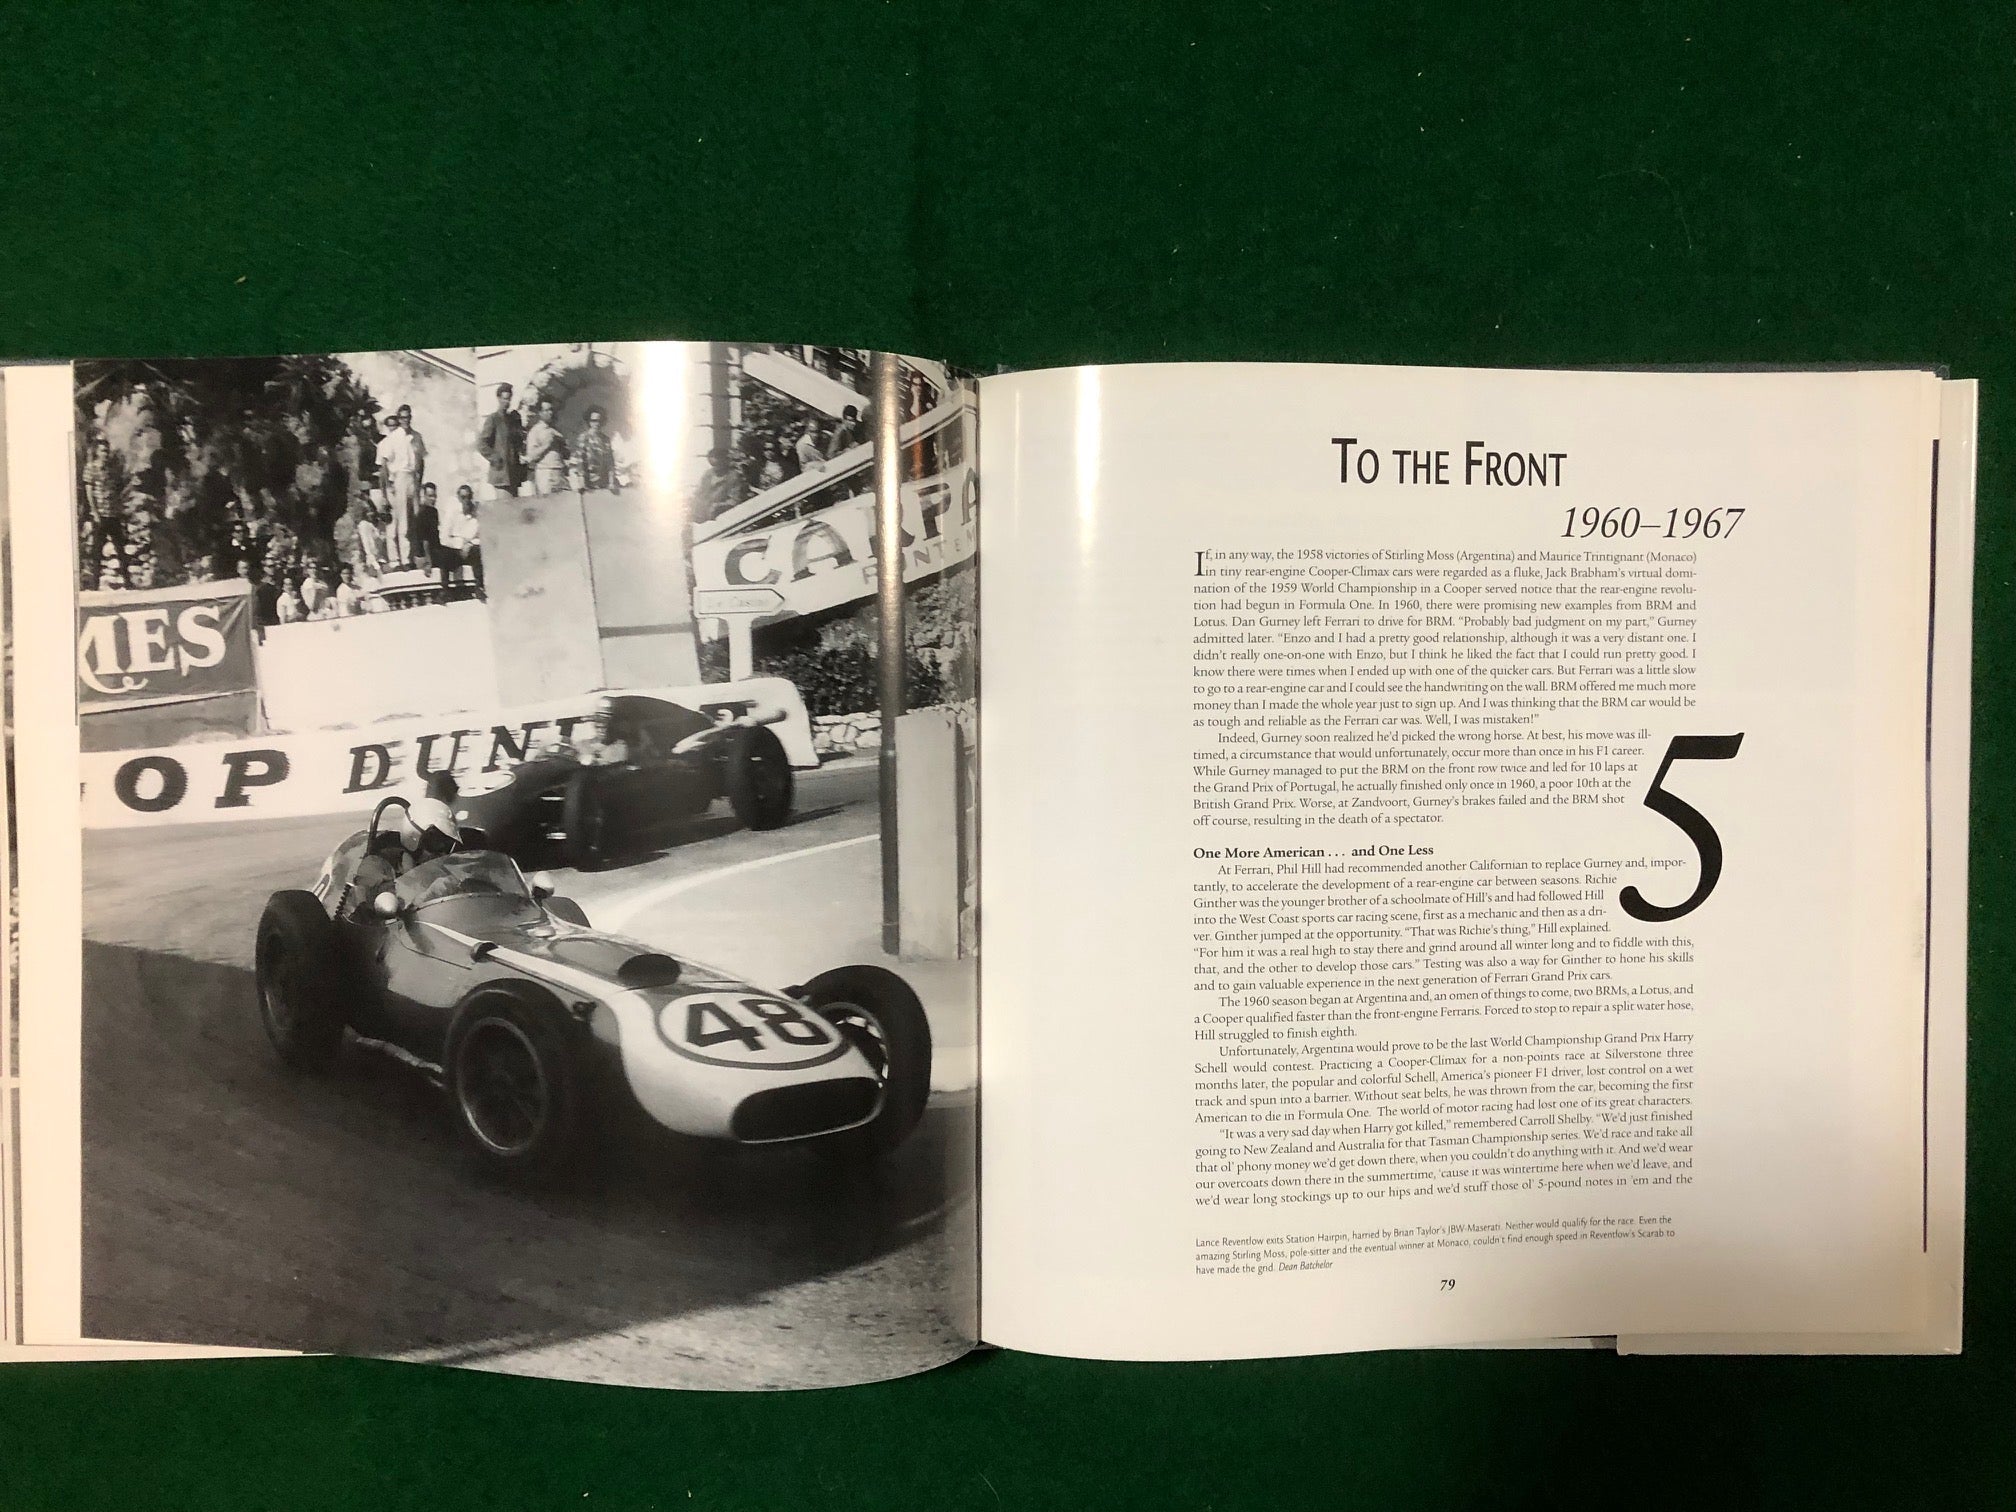 MES
OP DUNL
CARPA
48
TO THE FRONT
1960–1967
5
If, in any way, the 1958 victories of Stirling Moss (Argentina) and Maurice Trintignant (Monaco)
in tiny rear-engine Cooper-Climax cars were regarded as a fluke, Jack Brabham's virtual domi-
nation of the 1959 World Championship in a Cooper served notice that the rear-engine revolu-
tion had begun in Formula One. In 1960, there were promising new examples from BRM and
Lotus. Dan Gurney left Ferrari to drive for BRM. "Probably bad judgment on my part," Gurney
admitted later. "Enzo and I had a pretty good relationship, although it was a very distant one. I
didn't really one-on-one with Enzo, but I think he liked the fact that I could run pretty good. I
know there were times when I ended up with one of the quicker cars. But Ferrari was a little slow
to go to a rear-engine car and I could see the handwriting on the wall. BRM offered me much more
money than I made the whole year just to sign up. And I was thinking that the BRM car would be
as tough and reliable as the Ferrari car was. Well, I was mistaken!"
Indeed, Gurney soon realized he'd picked the wrong horse. At best, his move was ill-
timed, a circumstance that would unfortunately, occur more than once in his F1 career.
While Gurney managed to put the BRM on the front row twice and led for 10 laps at
the Grand Prix of Portugal, he actually finished only once in 1960, a poor 10th at the
British Grand Prix. Worse, at Zandvoort, Gurney's brakes failed and the BRM shot
off course, resulting in the death of a spectator.
One More American . . . and One Less
At Ferrari, Phil Hill had recommended another Californian to replace Gurney and, impor-
tantly, to accelerate the development of a rear-engine car between seasons. Richie
Ginther was the younger brother of a schoolmate of Hill's and had followed Hill
into the West Coast sports car racing scene, first as a mechanic and then as a dri-
ver. Ginther jumped at the opportunity. "That was Richie's thing," Hill explained.
"For him it was a real high to stay there and grind around all winter long and to fiddle with this,
that, and the other to develop those cars." Testing was also a way for Ginther to hone his skills
and to gain valuable experience in the next generation of Ferrari Grand Prix cars.
The 1960 season began at Argentina and, an omen of things to come, two BRMs, a Lotus, and
a Cooper qualified faster than the front-engine Ferraris. Forced to stop to repair a split water hose,
Hill struggled to finish eighth.
Unfortunately, Argentina would prove to be the last World Championship Grand Prix Harry
Schell would contest. Practicing a Cooper-Climax for a non-points race at Silverstone three
months later, the popular and colorful Schell, America's pioneer F1 driver, lost control on a wet
track and spun into a barrier. Without seat belts, he was thrown from the car, becoming the first
American to die in Formula One. The world of motor racing had lost one of its great characters.
"It was a very sad day when Harry got killed," remembered Carroll Shelby. "We'd just finished
going to New Zealand and Australia for that Tasman Championship series. We'd race and take all
that ol' phony money we'd get down there, when you couldn't do anything with it. And we'd wear
our overcoats down there in the summertime, 'cause it was wintertime here when we'd leave, and
we'd wear long stockings up to our hips and we'd stuff those ol' 5-pound notes in 'em and the
Lance Reventlow exits Station Hairpin, harried by Brian Taylor's JBW-Maserati. Neither would qualify for the race. Even the
amazing Stirling Moss, pole-sitter and the eventual winner at Monaco, couldn't find enough speed in Reventlow's Scarab to
have made the grid. Dean Batchelor
79